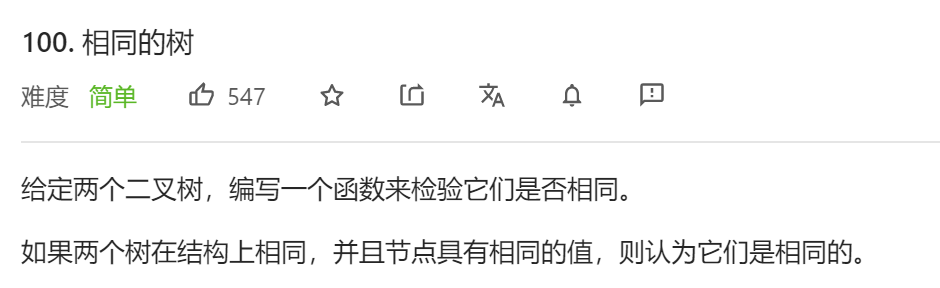 100. 相同的树
难度 简单 547
给定两个二叉树，编写一个函数来检验它们是否相同。
如果两个树在结构上相同，并且节点具有相同的值，则认为它们是相同的。